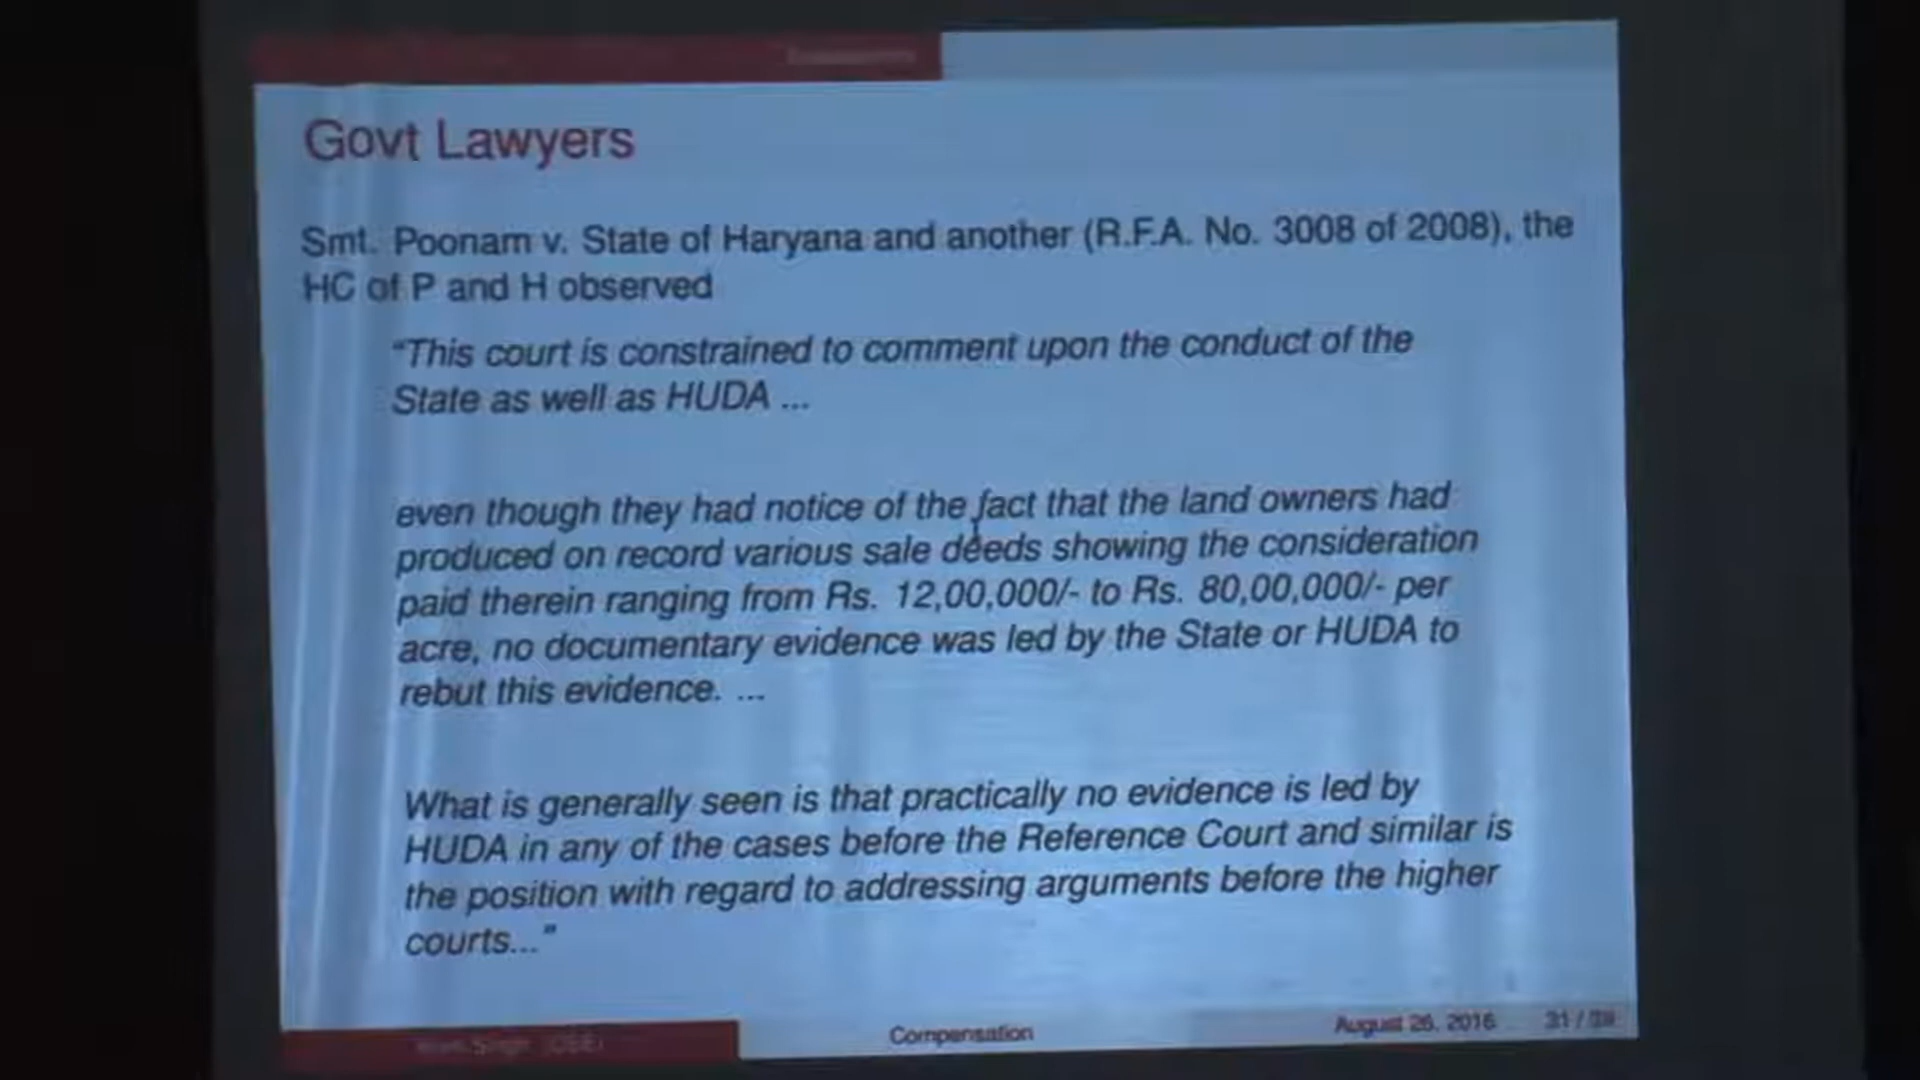 Govt Lawyers
Smt. Poonam v. State of Haryana and another (R.F.A. No. 3008 of 2008), the
HC of P and H observed
“This court is constrained to comment upon the conduct of the
State as well as HUDA ...
even though they had notice of the fact that the land owners had
produced on record various sale deeds showing the consideration
paid therein ranging from Rs. 12,00,000/- to Rs. 80,00,000/- per
acre, no documentary evidence was led by the State or HUDA to
rebut this evidence. ...
What is generally seen is that practically no evidence is led by
HUDA in any of the cases before the Reference Court and similar is
the position with regard to addressing arguments before the higher
courts...”
Compensation
August 26, 2016